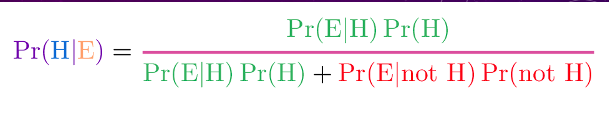 Pr(E|H) Pr(H)
Pr(H|E) =
Pr(E|H) Pr(H) + Pr(E|not H) Pr(not H)